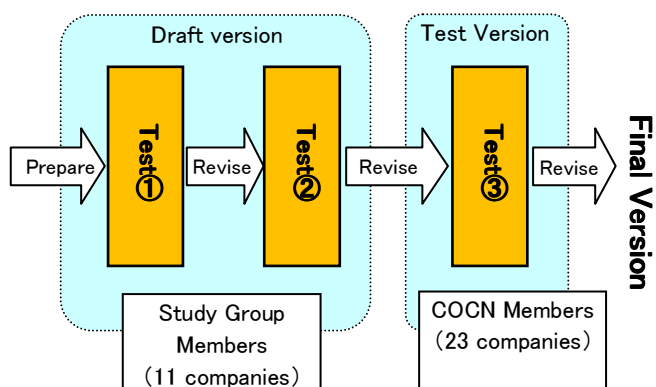 Draft version
Test Version
Prepare
Test①
Revise
Test②
Revise
Test③
Revise
Final Version
Study Group
Members
(11 companies)
COCN Members
(23 companies)